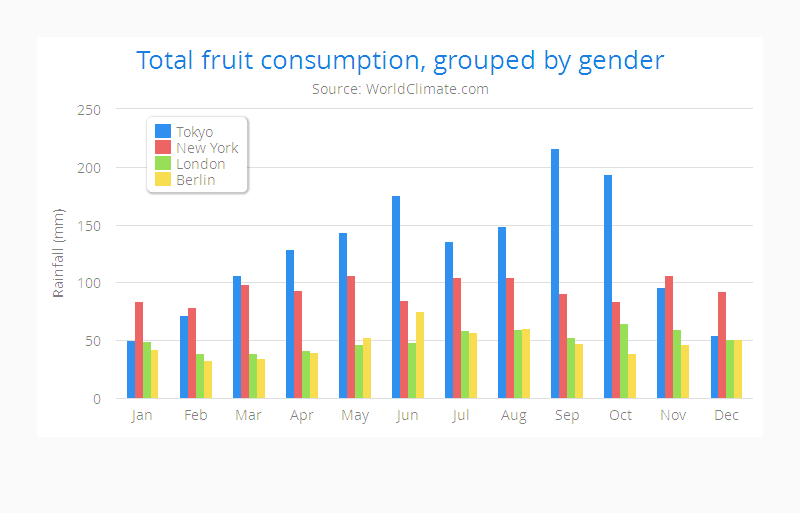 Total fruit consumption, grouped by gender
Source: WorldClimate.com
Rainfall (mm)
250
200
150
100
50
0
Tokyo
New York
London
Berlin
Jan Feb Mar Apr May Jun Jul Aug Sep Oct Nov Dec